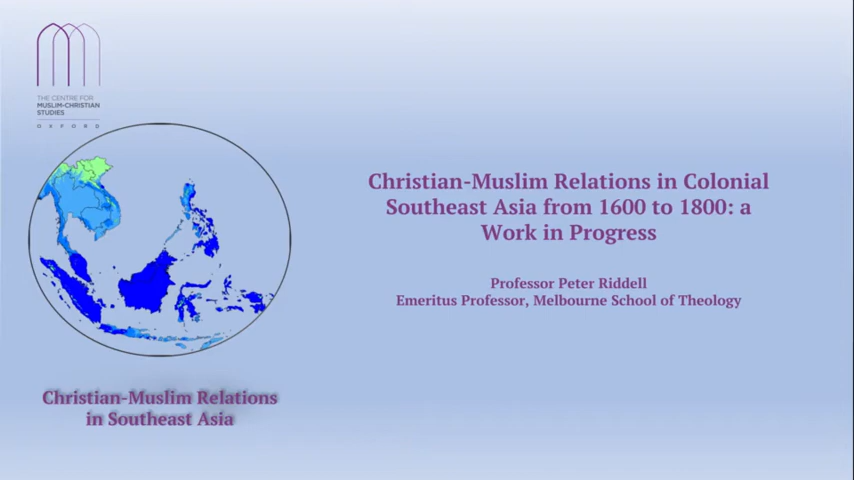 THE CENTRE FOR
MUSLIM-CHRISTIAN
STUDIES
OXFORD
Christian-Muslim Relations in Colonial
Southeast Asia from 1600 to 1800: a
Work in Progress
Professor Peter Riddell
Emeritus Professor, Melbourne School of Theology
Christian-Muslim Relations
in Southeast Asia